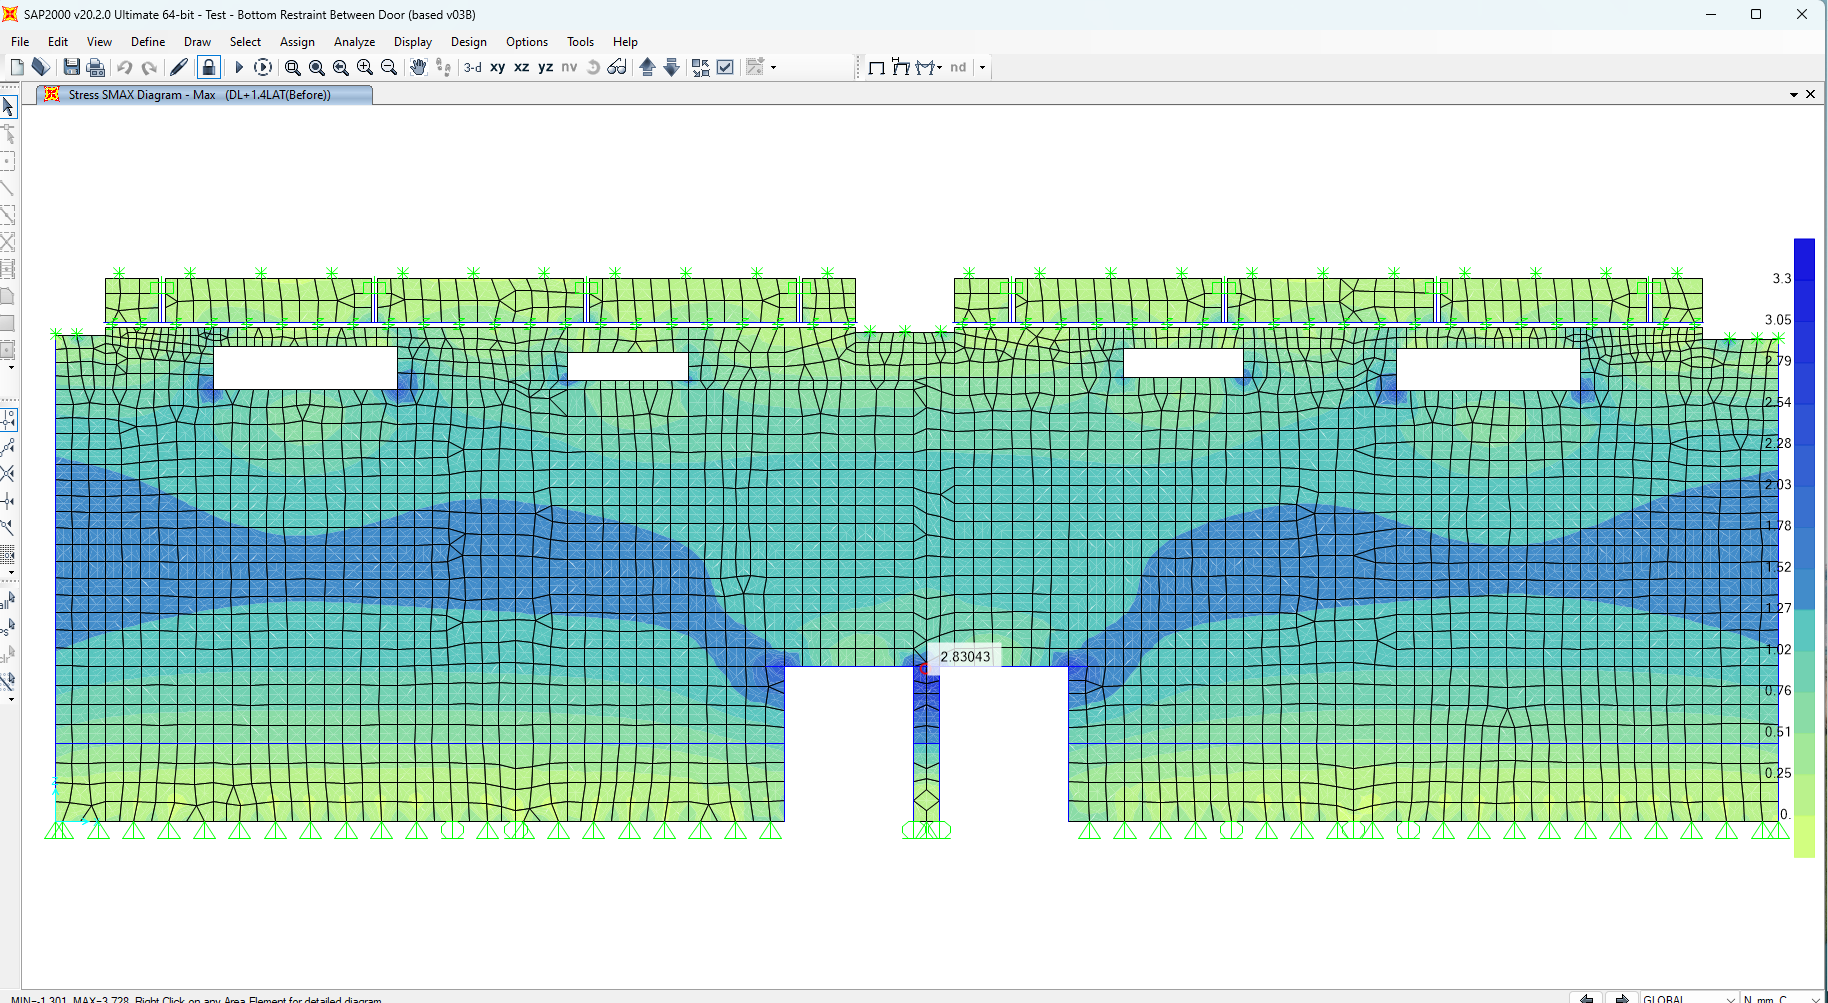 SAP2000 v20.2.0 Ultimate 64-bit - Test - Bottom Restraint Between Door (based v03B)
File Edit View Define Draw Select Assign Analyze Display Design Options Tools Help
3-d xy xz yz nv nd
Stress SMAX Diagram - Max (DL+1.4LAT(Before))
3.3
3.05
2.79
2.54
2.28
2.03
1.78
1.52
1.27
2.83043
1.02
0.76
0.51
0.25
0.
all
ps
clr
MIN=-1.301, MAX=3.728, Right Click on any Area Element for detailed diagram
GLOBAL
N, mm, C